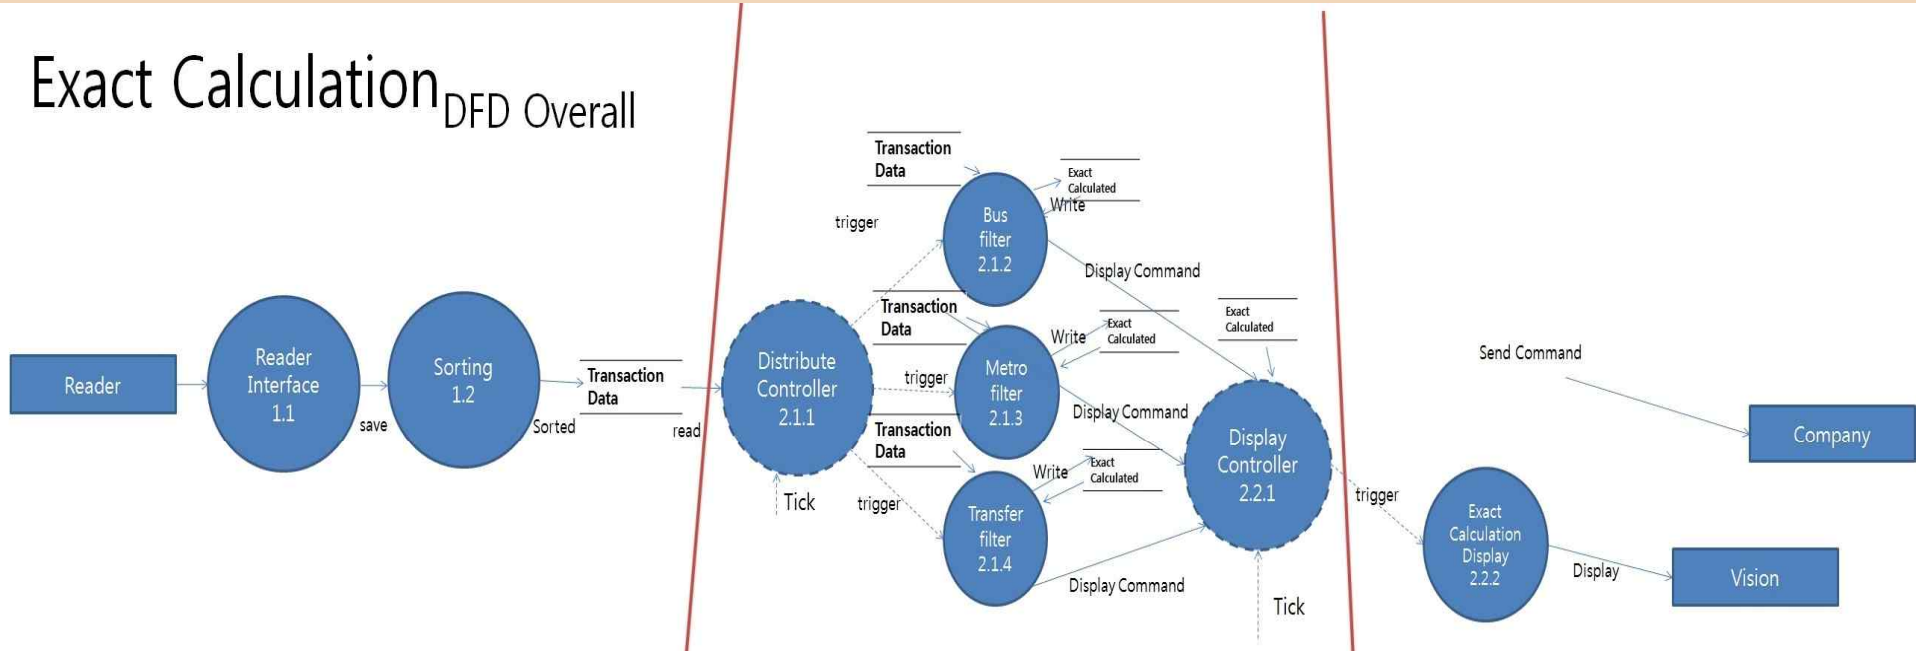 Exact Calculation DFD Overall
Reader
Reader
Interface
1.1
save
Sorting
1.2
Sorted
Transaction
Data
read
Distribute
Controller
2.1.1
Tick
trigger
Transaction
Data
Bus
filter
2.1.2
Exact
Calculated
Write
Display Command
trigger
Transaction
Data
Metro
filter
2.1.3
Write
Exact
Calculated
Display Command
trigger
Transaction
Data
Transfer
filter
2.1.4
Write
Exact
Calculated
Display Command
Exact
Calculated
Display
Controller
2.2.1
Tick
trigger
Exact
Calculation
Display
2.2.2
Display
Vision
Send Command
Company